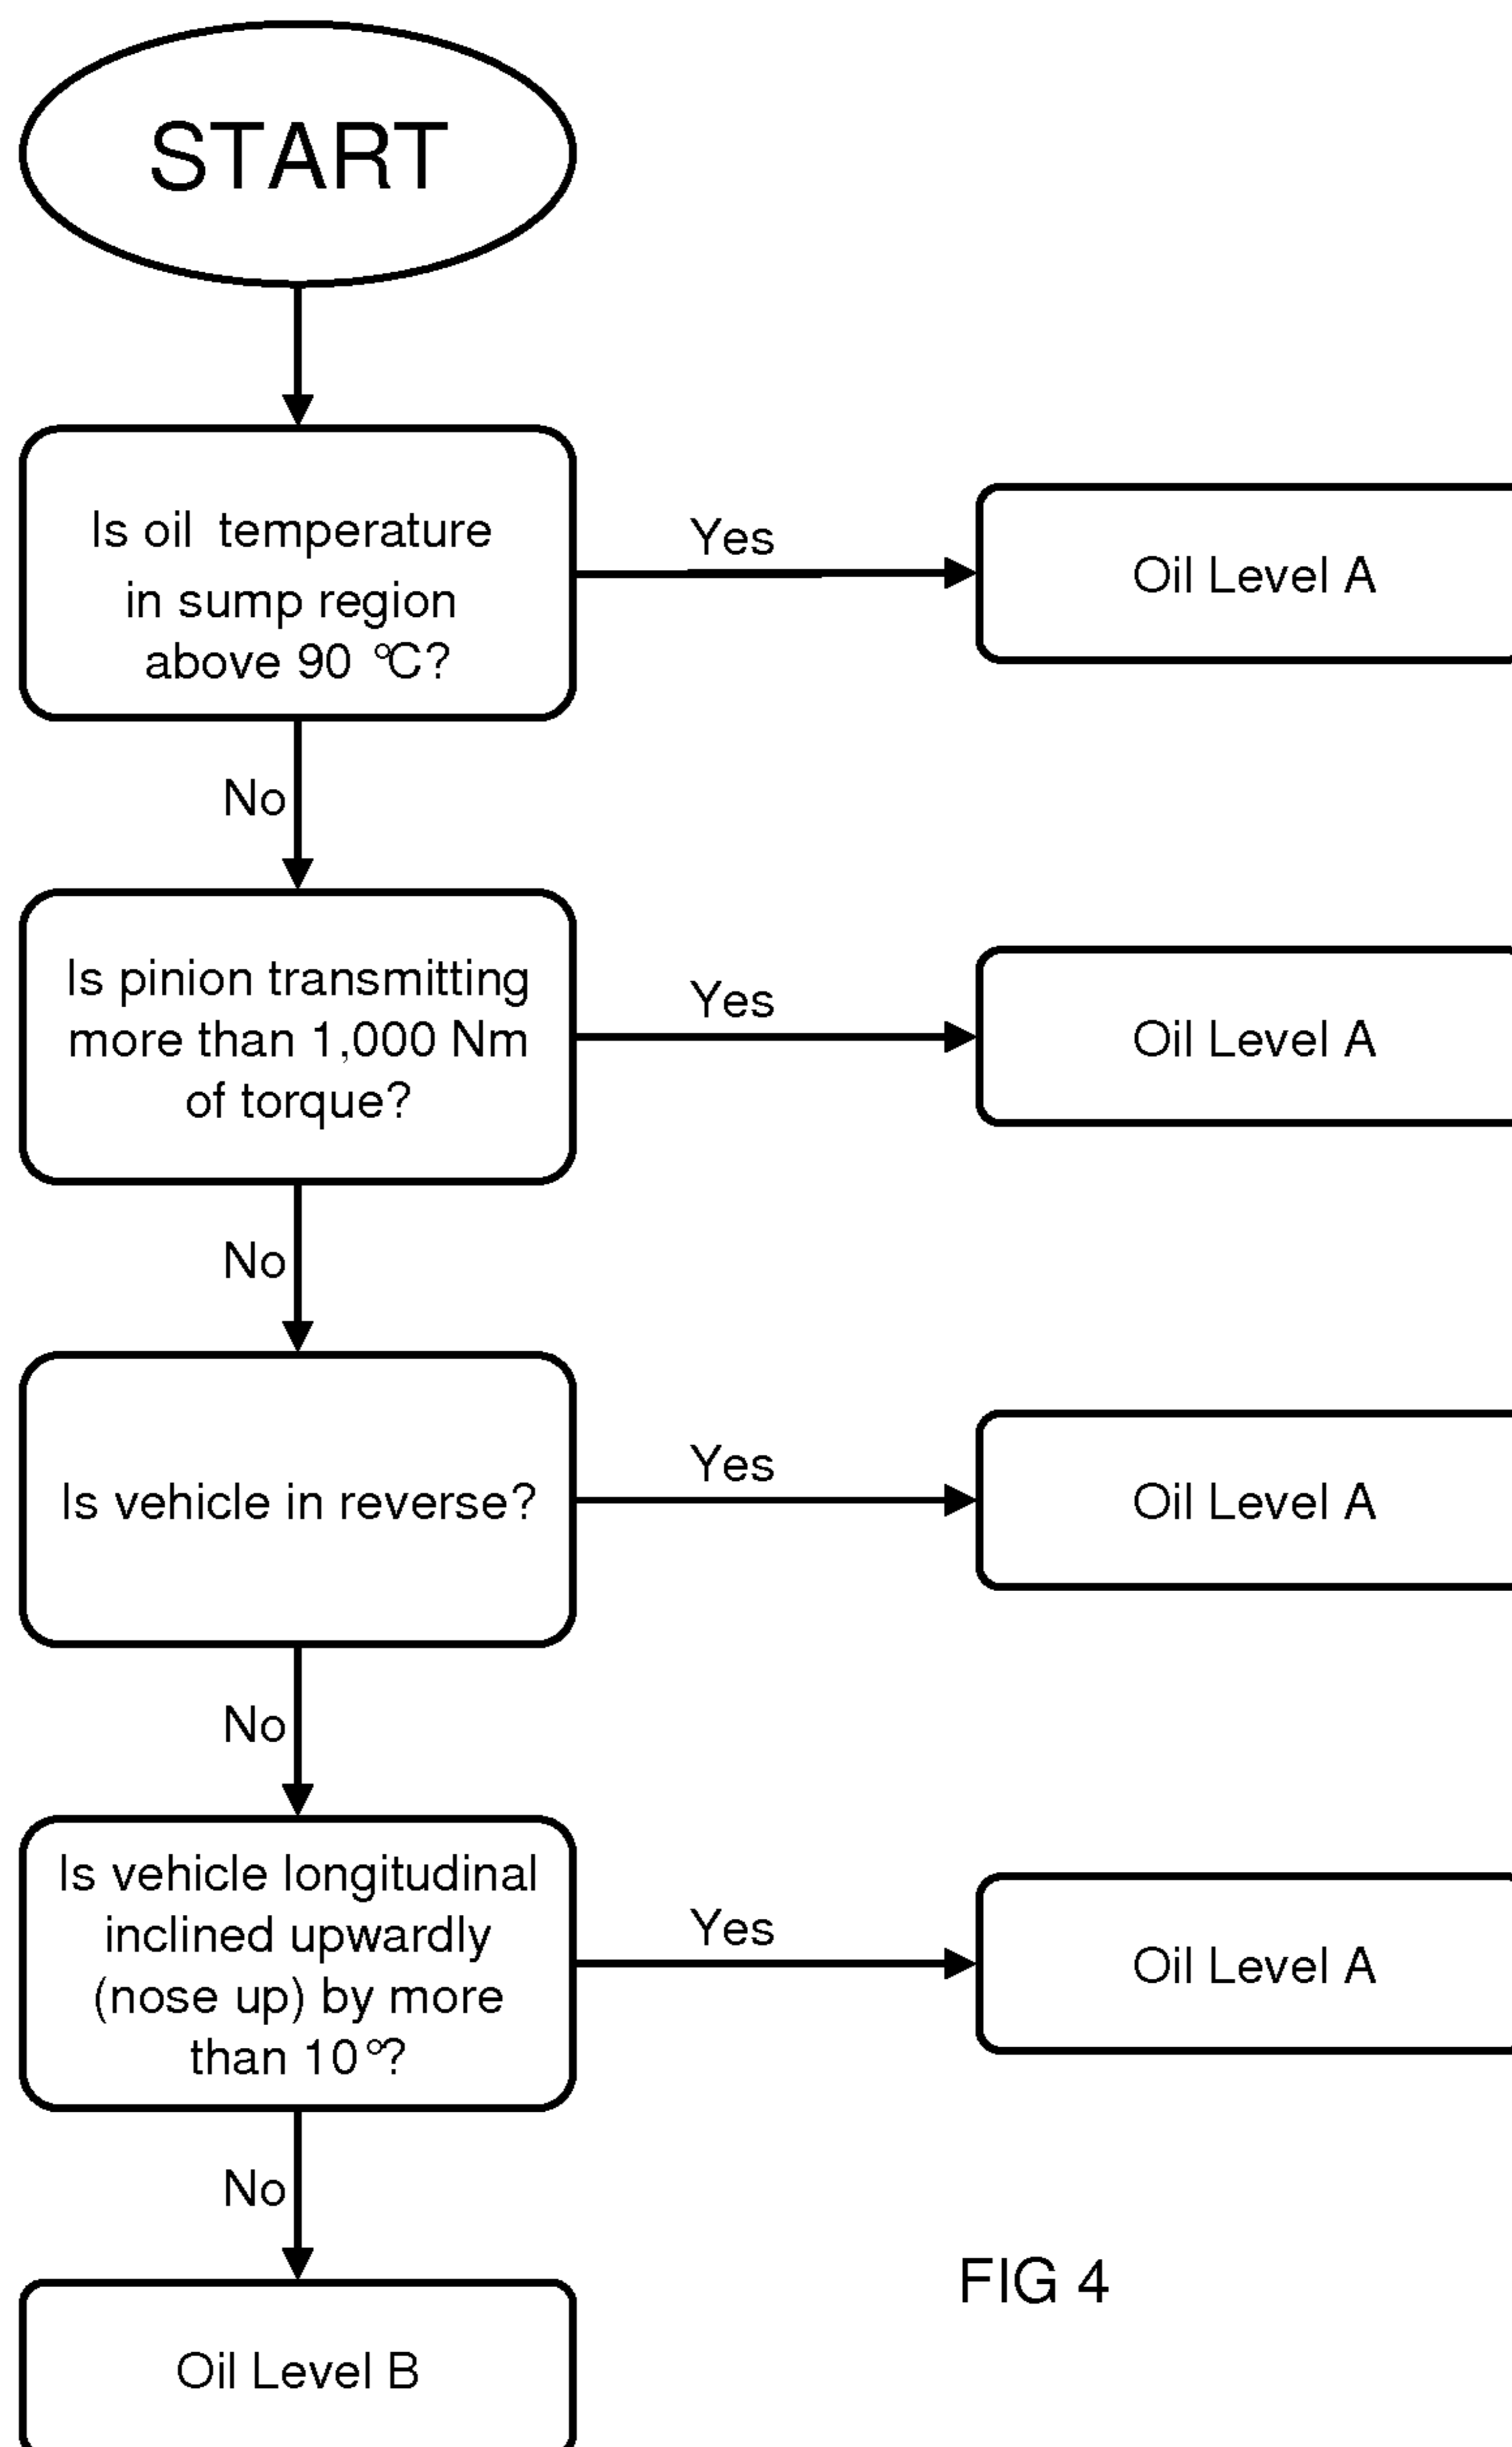 START
Is oil temperature
in sump region
above 90 °C?
Yes
Oil Level A
No
Is pinion transmitting
more than 1,000 Nm
of torque?
Yes
Oil Level A
No
Is vehicle in reverse?
Yes
Oil Level A
No
Is vehicle longitudinal
inclined upwardly
(nose up) by more
than 10°?
Yes
Oil Level A
No
Oil Level B
FIG 4